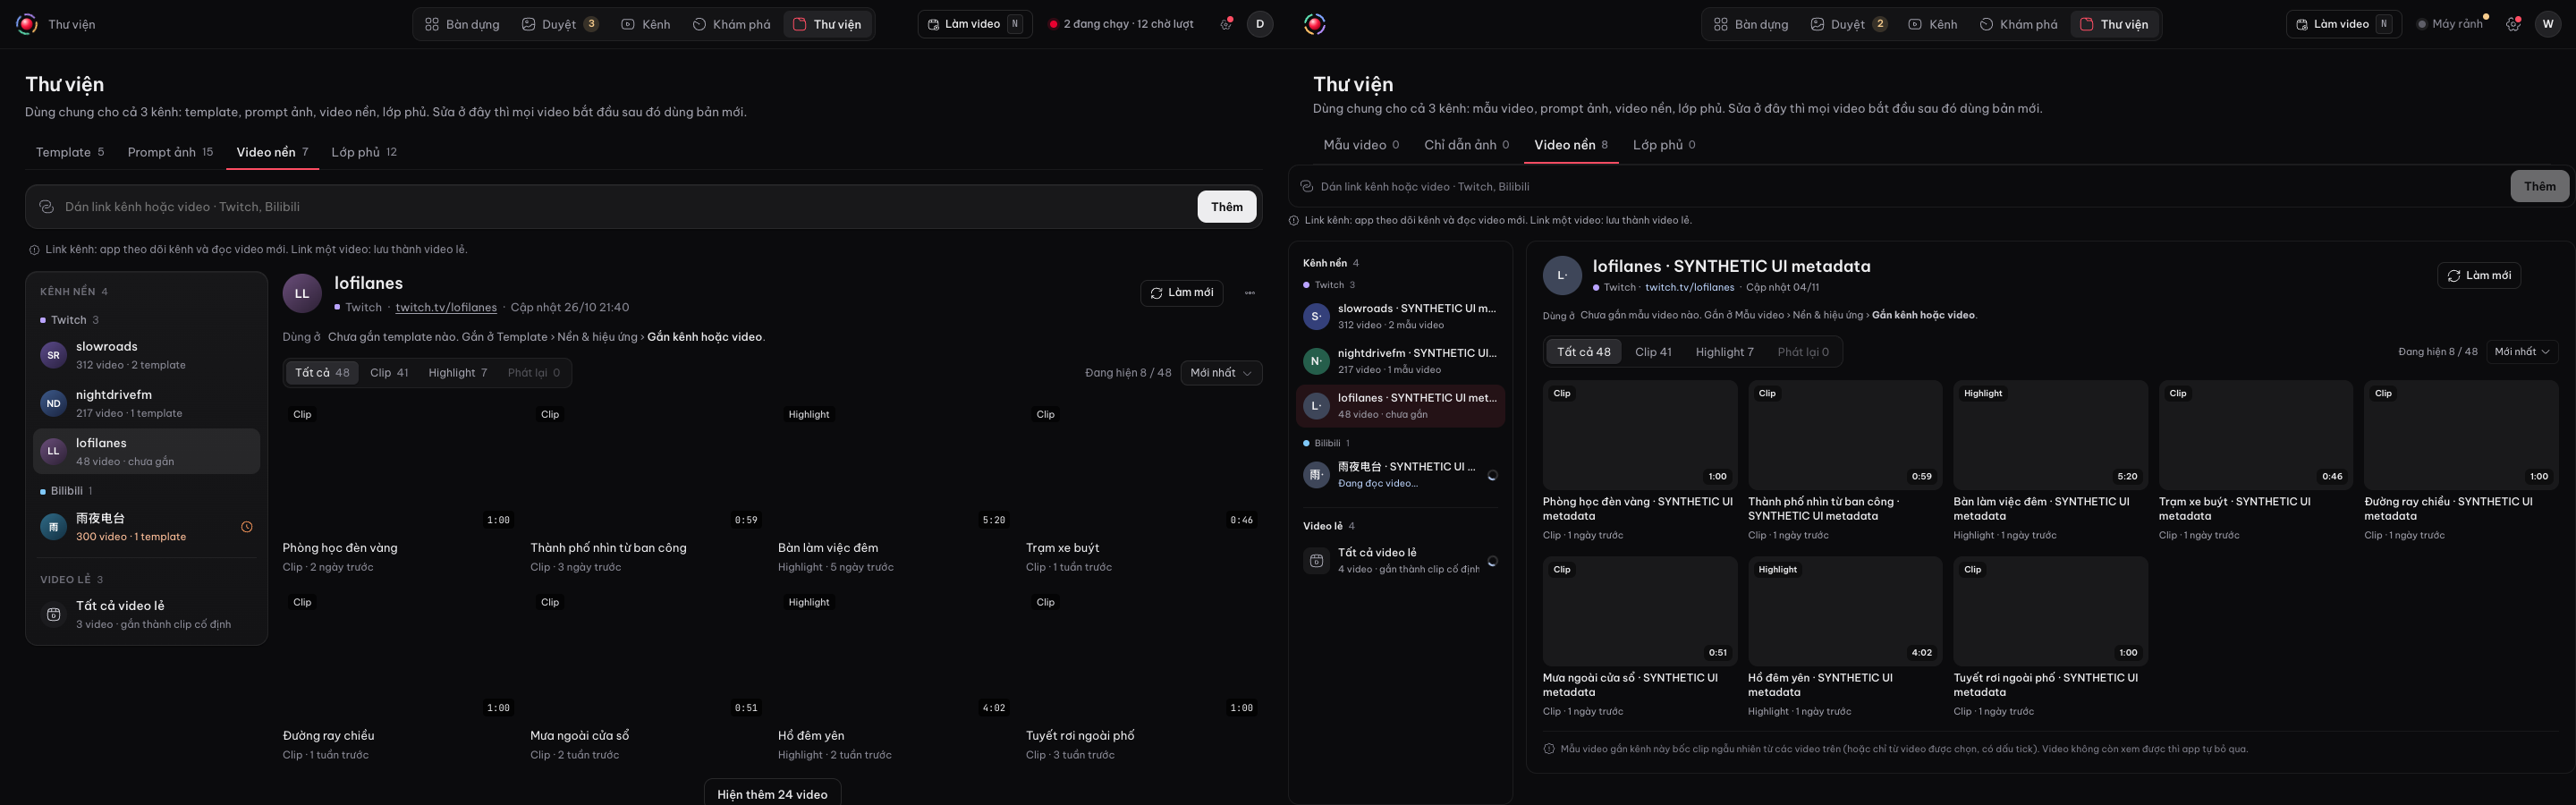 Thư viện
Bàn dựng
Duyệt 3
Kênh
Khám phá
Thư viện
Làm video N
2 đang chạy · 12 chờ lượt
D
Thư viện
Dùng chung cho cả 3 kênh: template, prompt ảnh, video nền, lớp phủ. Sửa ở đây thì mọi video bắt đầu sau đó dùng bản mới.
Template 5
Prompt ảnh 15
Video nền 7
Lớp phủ 12
Dán link kênh hoặc video · Twitch, Bilibili
Thêm
Link kênh: app theo dõi kênh và đọc video mới. Link một video: lưu thành video lẻ.
KÊNH NỀN 4
Twitch 3
SR
slowroads
312 video · 2 template
ND
nightdrivefm
217 video · 1 template
LL
lofilanes
48 video · chưa gắn
Bilibili 1
雨
雨夜电台
300 video · 1 template
VIDEO LẺ 3
Tất cả video lẻ
3 video · gắn thành clip cố định
LL
lofilanes
Twitch · twitch.tv/lofilanes · Cập nhật 26/10 21:40
Làm mới
Dùng ở Chưa gắn template nào. Gắn ở Template › Nền & hiệu ứng › Gắn kênh hoặc video.
Tất cả 48
Clip 41
Highlight 7
Phát lại 0
Đang hiện 8 / 48
Mới nhất
Clip
1:00
Phòng học đèn vàng
Clip · 2 ngày trước
Clip
0:59
Thành phố nhìn từ ban công
Clip · 3 ngày trước
Highlight
5:20
Bàn làm việc đêm
Highlight · 5 ngày trước
Clip
0:46
Trạm xe buýt
Clip · 1 tuần trước
Clip
1:00
Đường ray chiều
Clip · 1 tuần trước
Clip
0:51
Mưa ngoài cửa sổ
Clip · 2 tuần trước
Highlight
4:02
Hồ đêm yên
Highlight · 2 tuần trước
Clip
1:00
Tuyết rơi ngoài phố
Clip · 3 tuần trước
Hiện thêm 24 video
Bàn dựng
Duyệt 2
Kênh
Khám phá
Thư viện
Làm video N
Máy rảnh
W
Thư viện
Dùng chung cho cả 3 kênh: mẫu video, prompt ảnh, video nền, lớp phủ. Sửa ở đây thì mọi video bắt đầu sau đó dùng bản mới.
Mẫu video 0
Chỉ dẫn ảnh 0
Video nền 8
Lớp phủ 0
Dán link kênh hoặc video · Twitch, Bilibili
Thêm
Link kênh: app theo dõi kênh và đọc video mới. Link một video: lưu thành video lẻ.
Kênh nền 4
Twitch 3
S·
slowroads · SYNTHETIC UI m...
312 video · 2 mẫu video
N·
nightdrivefm · SYNTHETIC UI...
217 video · 1 mẫu video
L·
lofilanes · SYNTHETIC UI met...
48 video · chưa gắn
Bilibili 1
雨·
雨夜电台 · SYNTHETIC UI ...
Đang đọc video...
Video lẻ 4
Tất cả video lẻ
4 video · gắn thành clip cố định
L·
lofilanes · SYNTHETIC UI metadata
Twitch · twitch.tv/lofilanes · Cập nhật 04/11
Làm mới
Dùng ở Chưa gắn mẫu video nào. Gắn ở Mẫu video › Nền & hiệu ứng › Gắn kênh hoặc video.
Tất cả 48
Clip 41
Highlight 7
Phát lại 0
Đang hiện 8 / 48
Mới nhất
Clip
1:00
Phòng học đèn vàng · SYNTHETIC UI
metadata
Clip · 1 ngày trước
Clip
0:59
Thành phố nhìn từ ban công ·
SYNTHETIC UI metadata
Clip · 1 ngày trước
Highlight
5:20
Bàn làm việc đêm · SYNTHETIC UI
metadata
Highlight · 1 ngày trước
Clip
0:46
Trạm xe buýt · SYNTHETIC UI
metadata
Clip · 1 ngày trước
Clip
1:00
Đường ray chiều · SYNTHETIC UI
metadata
Clip · 1 ngày trước
Clip
0:51
Mưa ngoài cửa sổ · SYNTHETIC UI
metadata
Clip · 1 ngày trước
Highlight
4:02
Hồ đêm yên · SYNTHETIC UI
metadata
Highlight · 1 ngày trước
Clip
1:00
Tuyết rơi ngoài phố · SYNTHETIC UI
metadata
Clip · 1 ngày trước
Mẫu video gắn kênh này bốc clip ngẫu nhiên từ các video trên (hoặc chỉ từ video được chọn, có dấu tick). Video không còn xem được thì app tự bỏ qua.